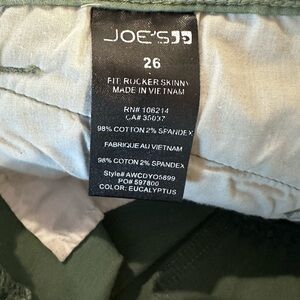 JOE'S
26
FIT: ROCKER SKINNY
MADE IN VIETNAM
RN# 106214
CA# 35037
98% COTTON 2% SPANDEX
FABRIQUE AU VIETNAM
98% COTON 2% SPANDEX
Style# AWCDYO5899
PO# 597800
COLOR: EUCALYPTUS